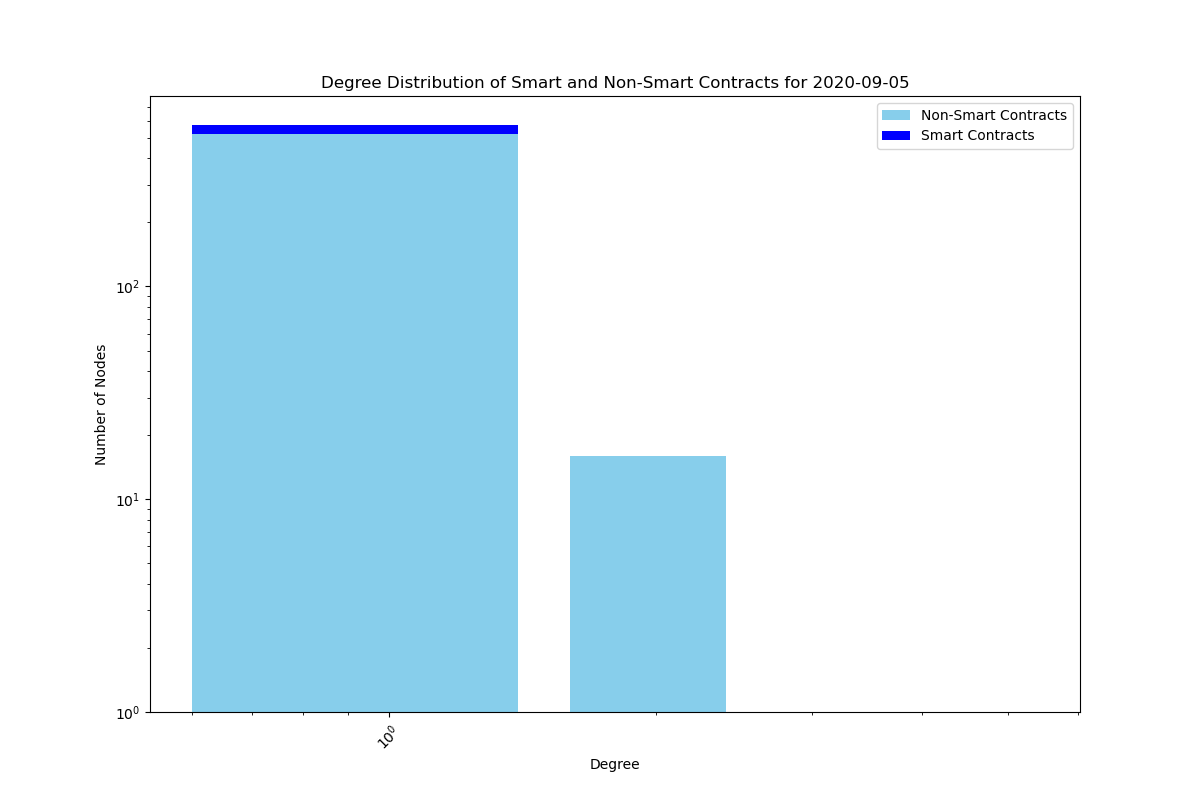 Degree Distribution of Smart and Non-Smart Contracts for 2020-09-05
Non-Smart Contracts
Smart Contracts
Number of Nodes
10²
10¹
10⁰
10⁰
Degree